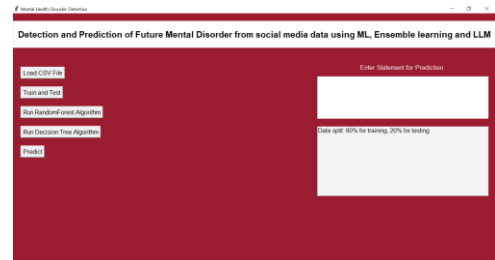 Mental Health Disorder Detection
Detection and Prediction of Future Mental Disorder from social media data using ML, Ensemble learning and LLM
Enter Statement for Prediction:
Load CSV File
Train and Test
Run RandomForest Algorithm
Run Decision Tree Algorithm
Predict
Data split: 80% for training, 20% for testing.